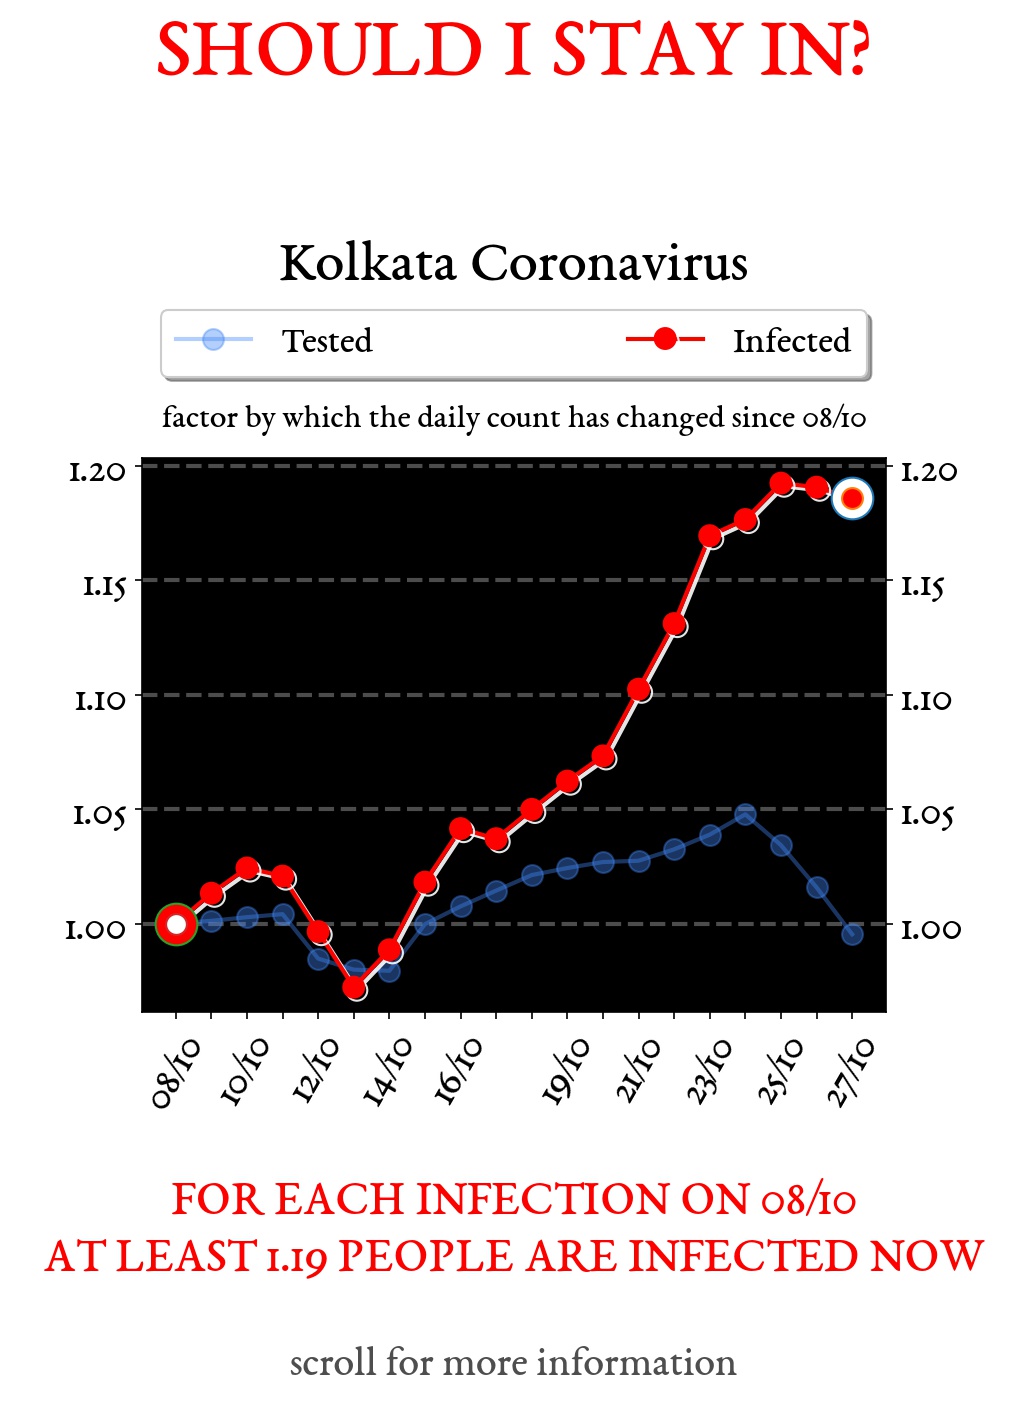 SHOULD I STAY IN?
Kolkata Coronavirus
Tested Infected
factor by which the daily count has changed since 08/10
1.20 1.20
1.15 1.15
1.10 1.10
1.05 1.05
1.00 1.00
08/10 10/10 12/10 14/10 16/10 19/10 21/10 23/10 25/10 27/10
FOR EACH INFECTION ON 08/10
AT LEAST 1.19 PEOPLE ARE INFECTED NOW
scroll for more information